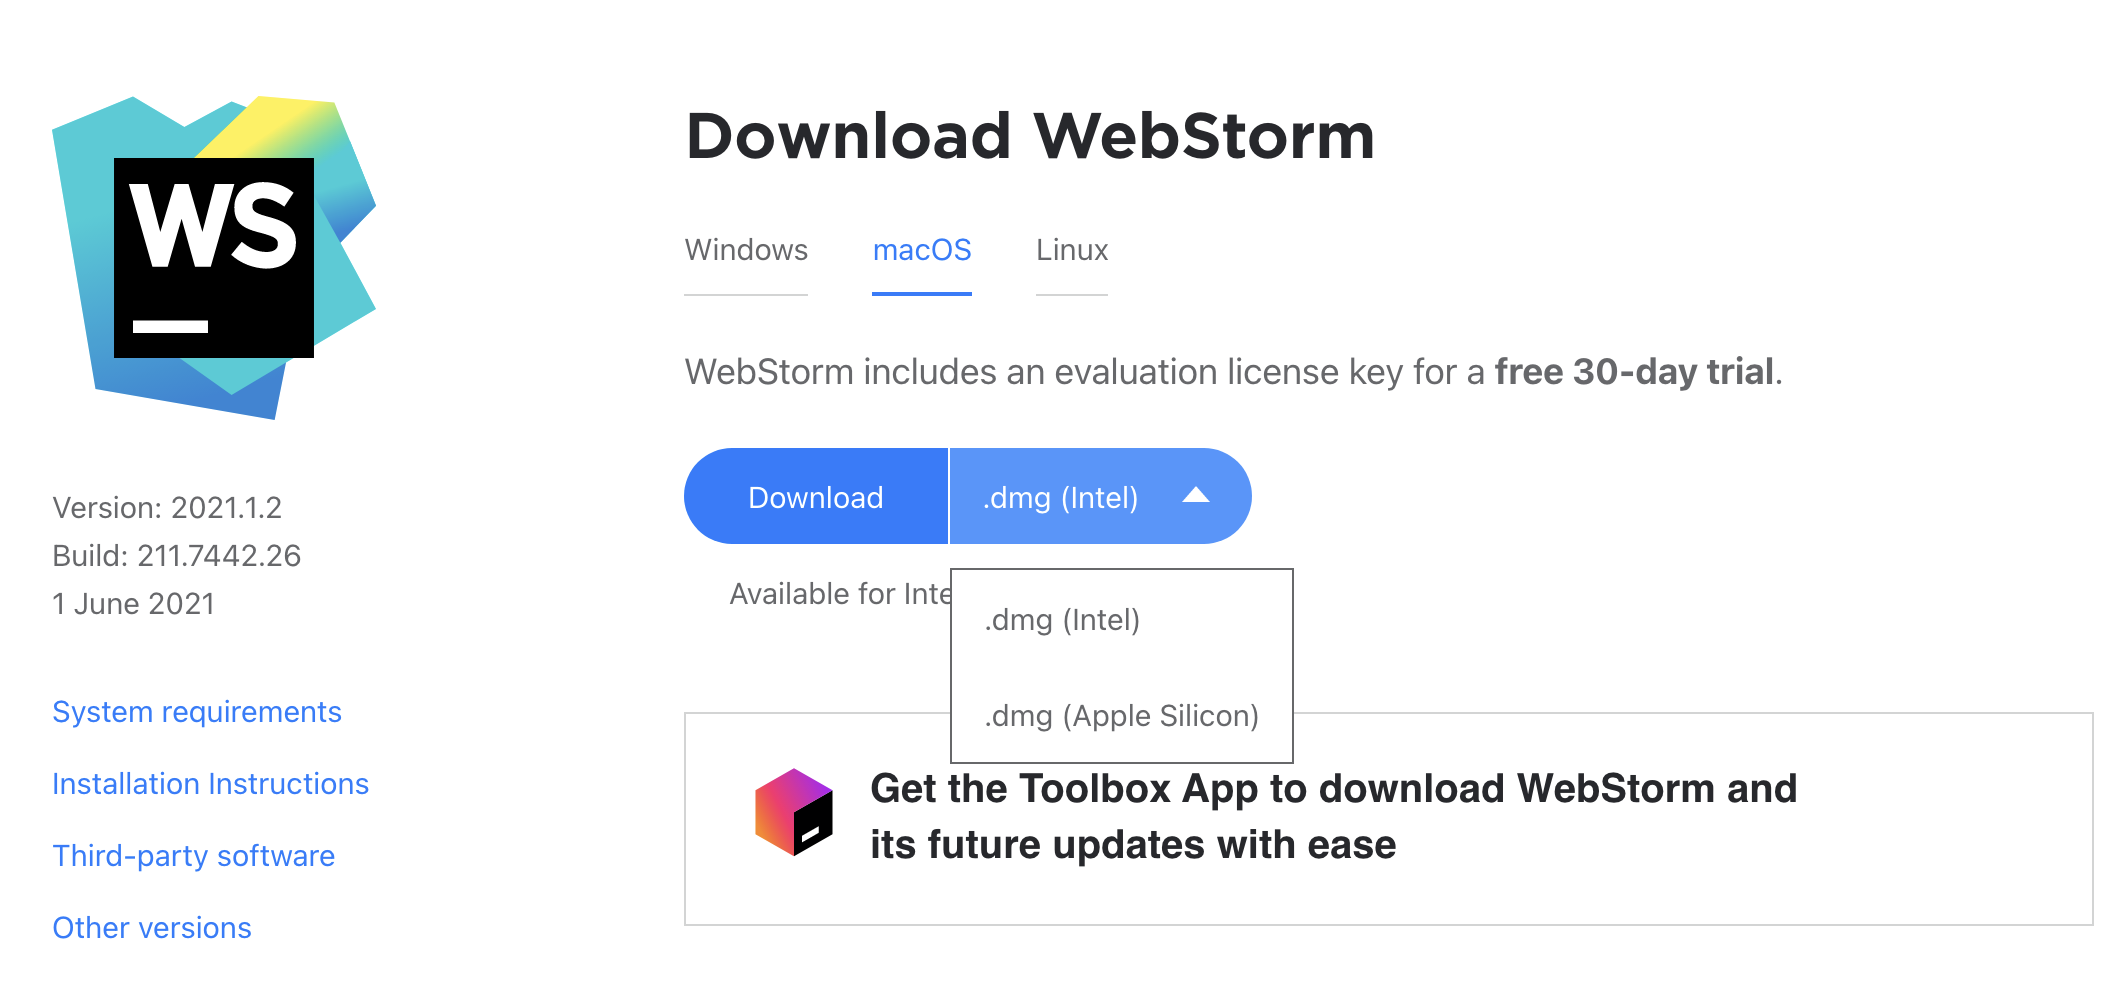 WS
Version: 2021.1.2
Build: 211.7442.26
1 June 2021
System requirements
Installation Instructions
Third-party software
Other versions
Download WebStorm
Windows macOS Linux
WebStorm includes an evaluation license key for a free 30-day trial.
Download .dmg (Intel)
Available for
.dmg (Intel)
.dmg (Apple Silicon)
Get the Toolbox App to download WebStorm and
its future updates with ease